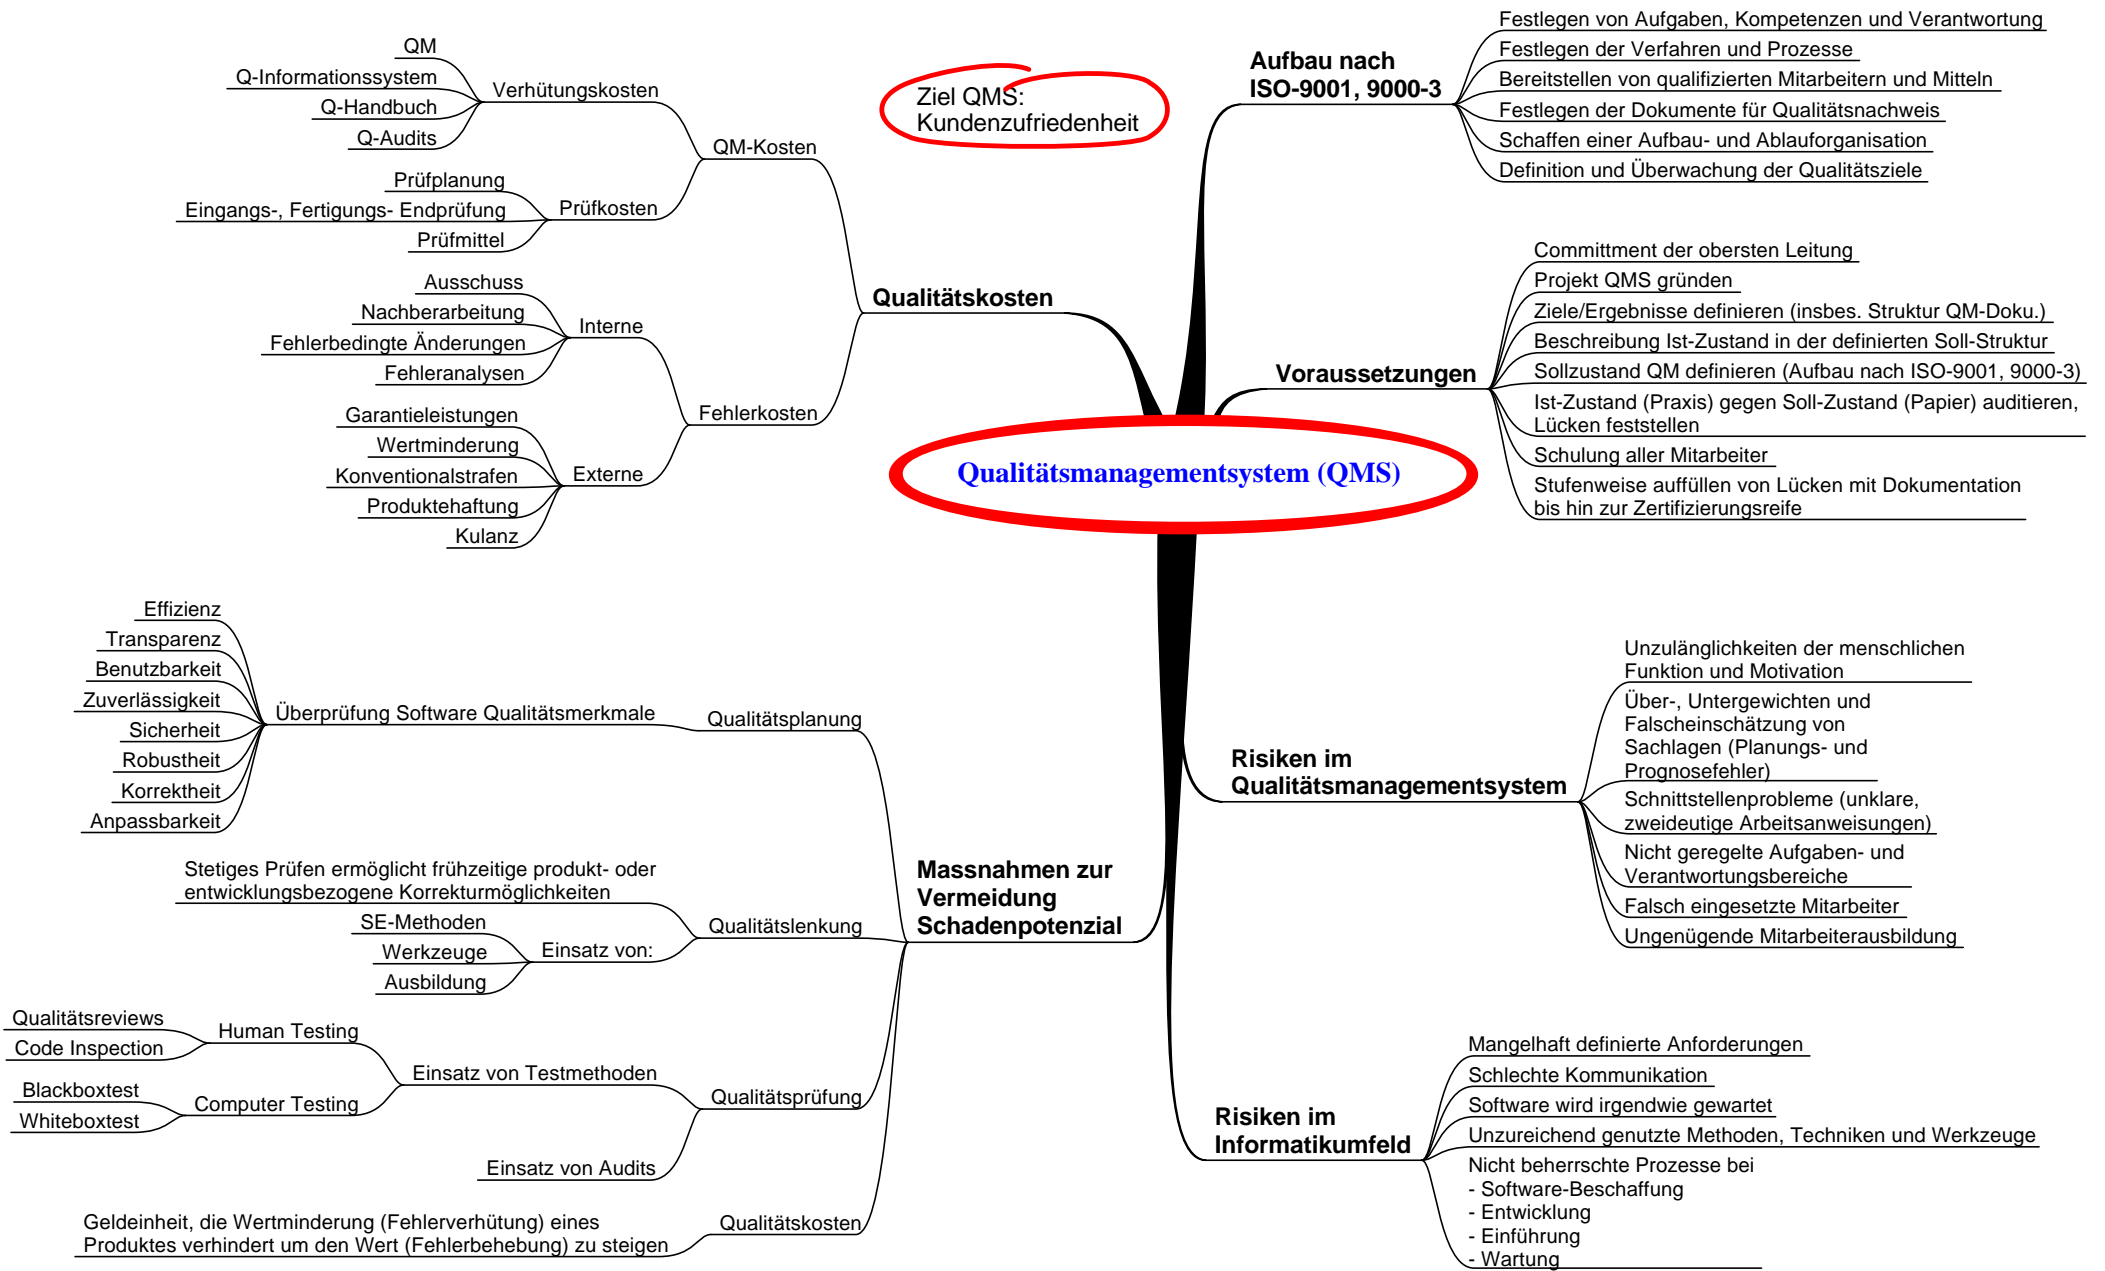 Ziel QMS:
Kundenzufriedenheit
Qualitätsmanagementsystem (QMS)
Aufbau nach
ISO-9001, 9000-3
Festlegen von Aufgaben, Kompetenzen und Verantwortung
Festlegen der Verfahren und Prozesse
Bereitstellen von qualifizierten Mitarbeitern und Mitteln
Festlegen der Dokumente für Qualitätsnachweis
Schaffen einer Aufbau- und Ablauforganisation
Definition und Überwachung der Qualitätsziele
Voraussetzungen
Committment der obersten Leitung
Projekt QMS gründen
Ziele/Ergebnisse definieren (insbes. Struktur QM-Doku.)
Beschreibung Ist-Zustand in der definierten Soll-Struktur
Sollzustand QM definieren (Aufbau nach ISO-9001, 9000-3)
Ist-Zustand (Praxis) gegen Soll-Zustand (Papier) auditieren,
Lücken feststellen
Schulung aller Mitarbeiter
Stufenweise auffüllen von Lücken mit Dokumentation
bis hin zur Zertifizierungsreife
Risiken im
Qualitätsmanagementsystem
Unzulänglichkeiten der menschlichen
Funktion und Motivation
Über-, Untergewichten und
Falscheinschätzung von
Sachlagen (Planungs- und
Prognosefehler)
Schnittstellenprobleme (unklare,
zweideutige Arbeitsanweisungen)
Nicht geregelte Aufgaben- und
Verantwortungsbereiche
Falsch eingesetzte Mitarbeiter
Ungenügende Mitarbeiterausbildung
Risiken im
Informatikumfeld
Mangelhaft definierte Anforderungen
Schlechte Kommunikation
Software wird irgendwie gewartet
Unzureichend genutzte Methoden, Techniken und Werkzeuge
Nicht beherrschte Prozesse bei
- Software-Beschaffung
- Entwicklung
- Einführung
- Wartung
Qualitätskosten
QM-Kosten
Verhütungskosten
QM
Q-Informationssystem
Q-Handbuch
Q-Audits
Prüfkosten
Prüfplanung
Eingangs-, Fertigungs- Endprüfung
Prüfmittel
Fehlerkosten
Interne
Ausschuss
Nachberarbeitung
Fehlerbedingte Änderungen
Fehleranalysen
Externe
Garantieleistungen
Wertminderung
Konventionalstrafen
Produktehaftung
Kulanz
Massnahmen zur
Vermeidung
Schadenpotenzial
Qualitätsplanung
Überprüfung Software Qualitätsmerkmale
Effizienz
Transparenz
Benutzbarkeit
Zuverlässigkeit
Sicherheit
Robustheit
Korrektheit
Anpassbarkeit
Qualitätslenkung
Stetiges Prüfen ermöglicht frühzeitige produkt- oder
entwicklungsbezogene Korrekturmöglichkeiten
Einsatz von:
SE-Methoden
Werkzeuge
Ausbildung
Qualitätsprüfung
Einsatz von Testmethoden
Human Testing
Qualitätsreviews
Code Inspection
Computer Testing
Blackboxtest
Whiteboxtest
Einsatz von Audits
Qualitätskosten
Geldeinheit, die Wertminderung (Fehlerverhütung) eines
Produktes verhindert um den Wert (Fehlerbehebung) zu steigen